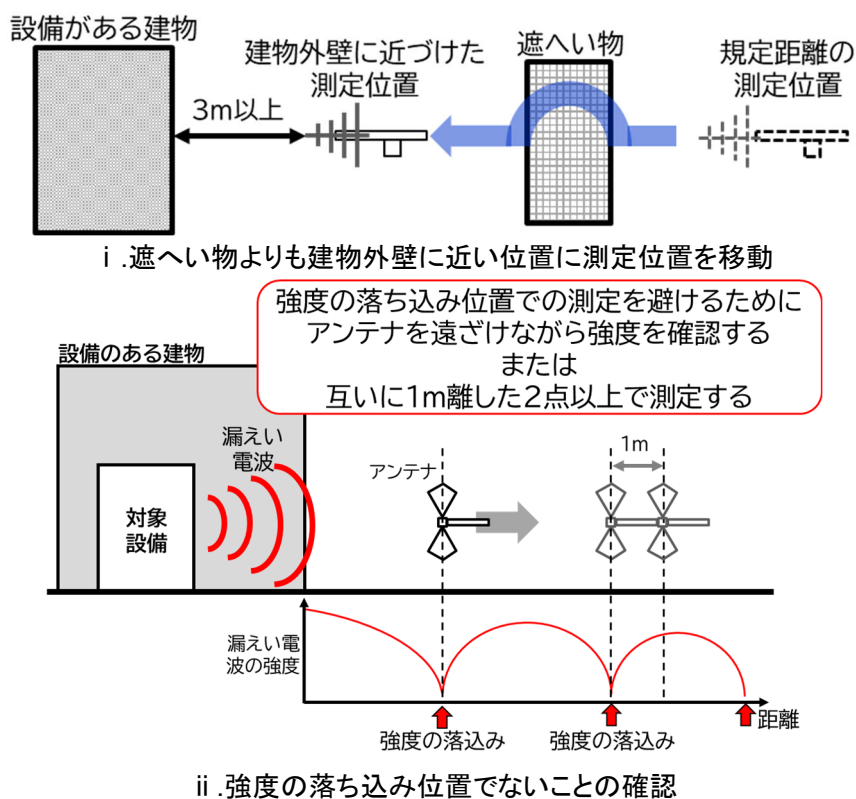 設備がある建物
建物外壁に近づけた
測定位置
遮へい物
規定距離の
測定位置
3m以上
ⅰ.遮へい物よりも建物外壁に近い位置に測定位置を移動
強度の落ち込み位置での測定を避けるために
アンテナを遠ざけながら強度を確認する
または
互いに1m離した2点以上で測定する
設備のある建物
漏えい
電波
対象
設備
アンテナ
1m
漏えい電
波の強度
距離
強度の落込み
強度の落込み
ⅱ.強度の落ち込み位置でないことの確認